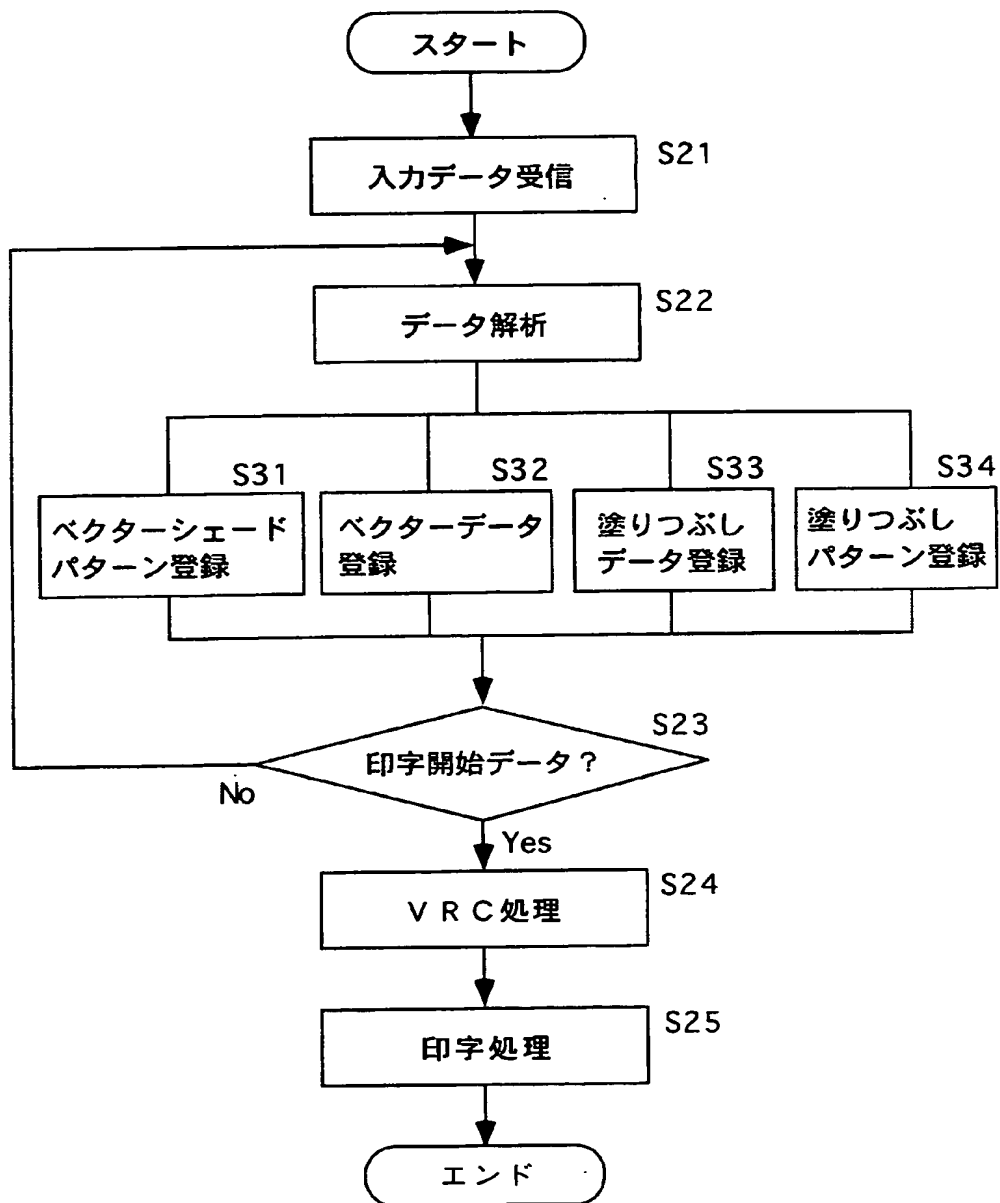 スタート
S21
入力データ受信
S22
データ解析
S31
ベクターシェード
パターン登録
S32
ベクターデータ
登録
S33
塗りつぶし
データ登録
S34
塗りつぶし
パターン登録
S23
印字開始データ？
No
Yes
S24
ＶＲＣ処理
S25
印字処理
エンド